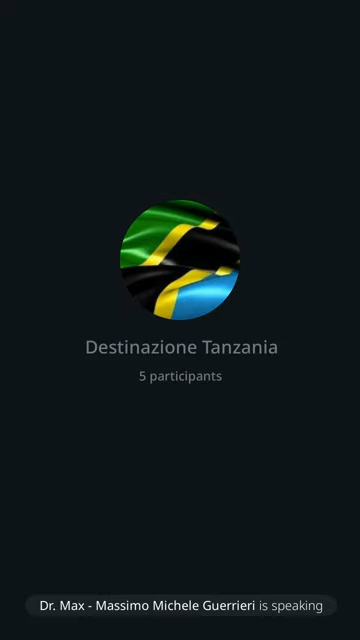 Destinazione Tanzania
5 participants
Dr. Max - Massimo Michele Guerrieri is speaking